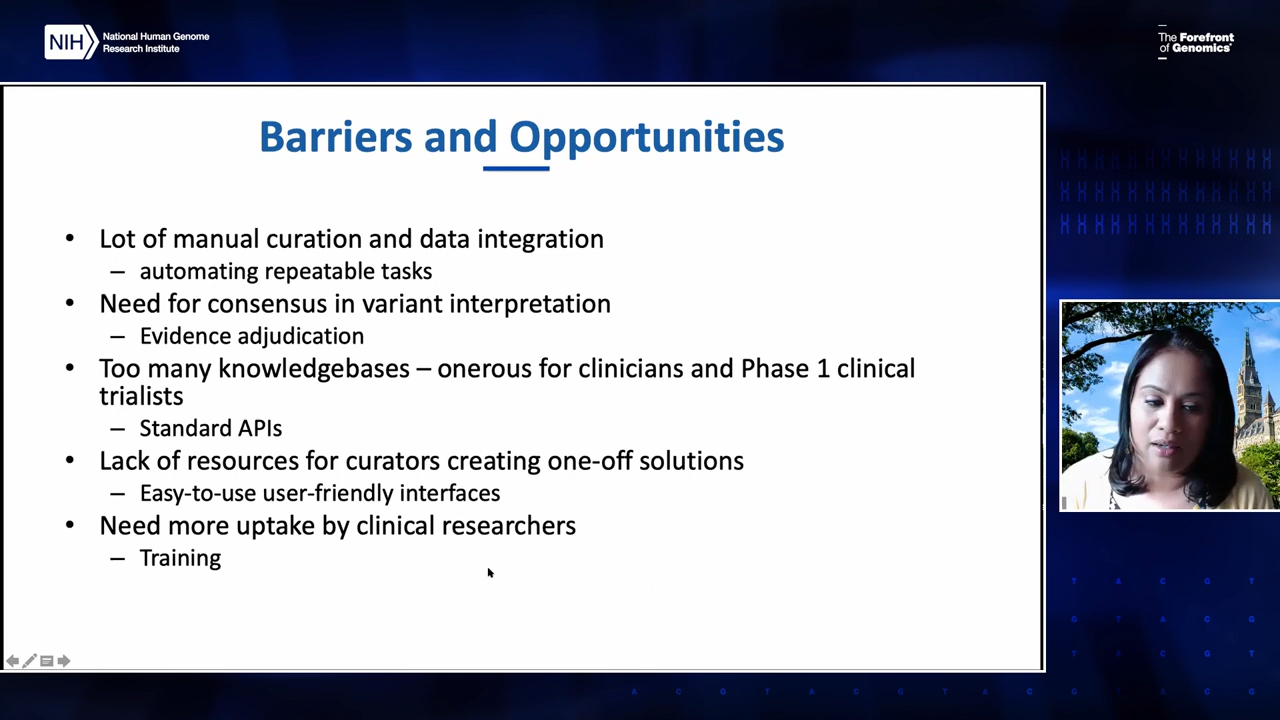 NIH
National Human Genome
Research Institute
The Forefront
of Genomics®
Barriers and Opportunities
• Lot of manual curation and data integration
– automating repeatable tasks
• Need for consensus in variant interpretation
– Evidence adjudication
• Too many knowledgebases – onerous for clinicians and Phase 1 clinical
trialists
– Standard APIs
• Lack of resources for curators creating one-off solutions
– Easy-to-use user-friendly interfaces
• Need more uptake by clinical researchers
– Training
T A C G T
G T A C G
T T A C G T
A C G T A C G T A C G T A C G